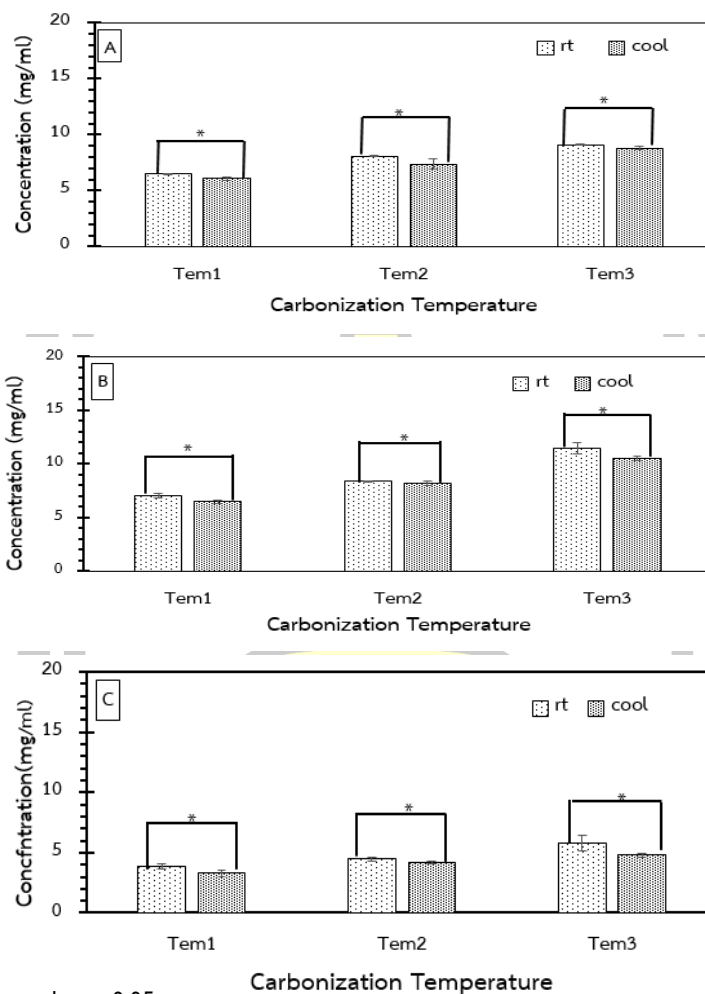 20
A
rt
cool
15
10
5
0
Concentration (mg/ml)
*
*
*
Tem1
Tem2
Tem3
Carbonization Temperature
20
B
rt
cool
15
10
5
0
Concentration (mg/ml)
*
*
*
Tem1
Tem2
Tem3
Carbonization Temperature
20
C
rt
cool
15
10
5
0
Concfntration(mg/ml)
*
*
*
Tem1
Tem2
Tem3
Carbonization Temperature